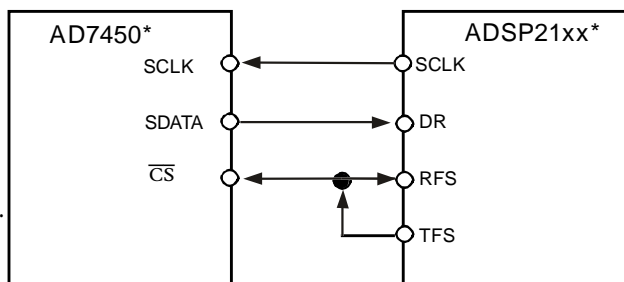 AD7450*
ADSP21xx*
SCLK
SCLK
SDATA
DR
CS
RFS
TFS